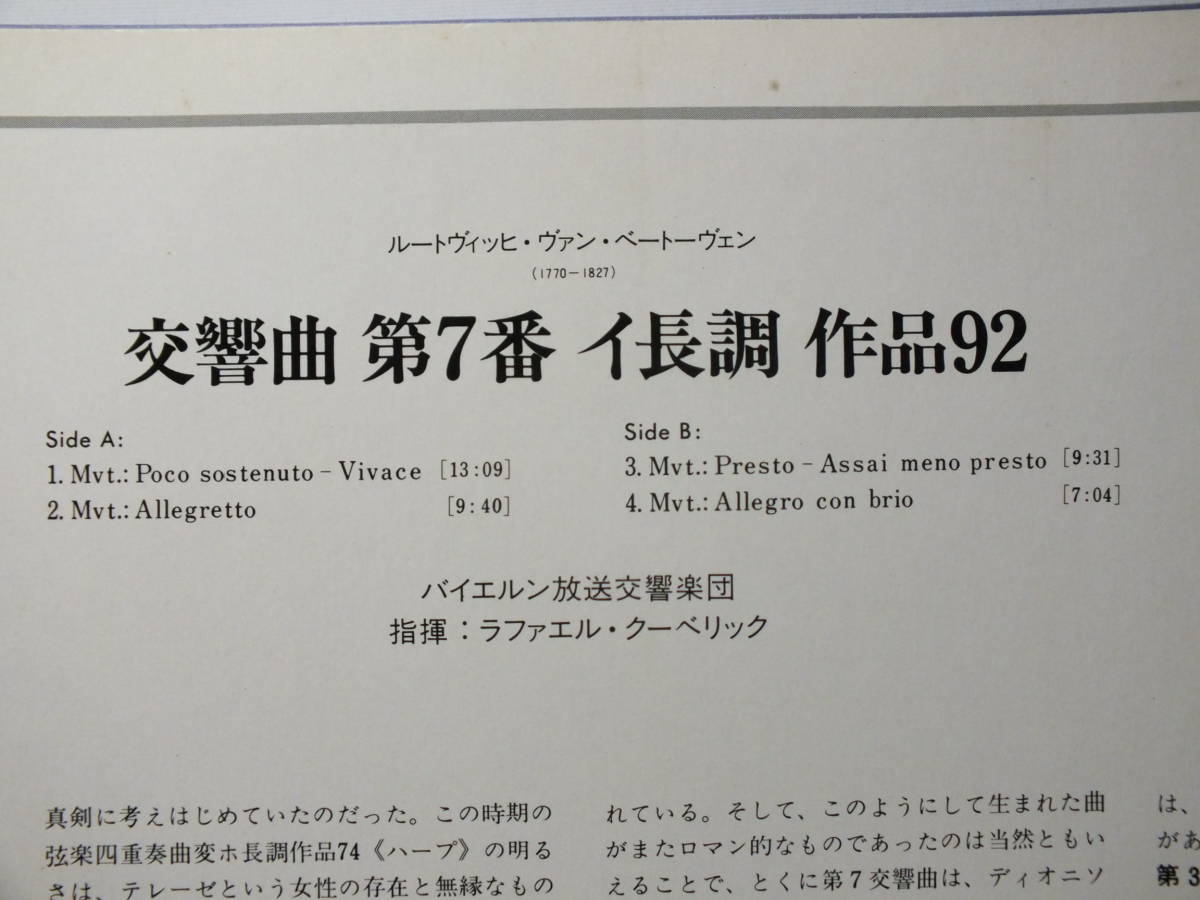 ルートヴィッヒ・ヴァン・ベートーヴェン
(1770−1827)
交響曲 第7番 イ長調 作品92
Side A:
1. Mvt.: Poco sostenuto − Vivace [13:09]
2. Mvt.: Allegretto [9:40]
Side B:
3. Mvt.: Presto − Assai meno presto [9:31]
4. Mvt.: Allegro con brio [7:04]
バイエルン放送交響楽団
指揮：ラファエル・クーベリック
真剣に考えはじめていたのだった。この時期の
弦楽四重奏曲変ホ長調作品74《ハープ》の明る
さは、テレーゼという女性の存在と無縁なもの
れている。そして、このようにして生まれた曲
がまたロマン的なものであったのは当然ともい
えることで、とくに第7交響曲は、ディオニソ
は、
があ
第3